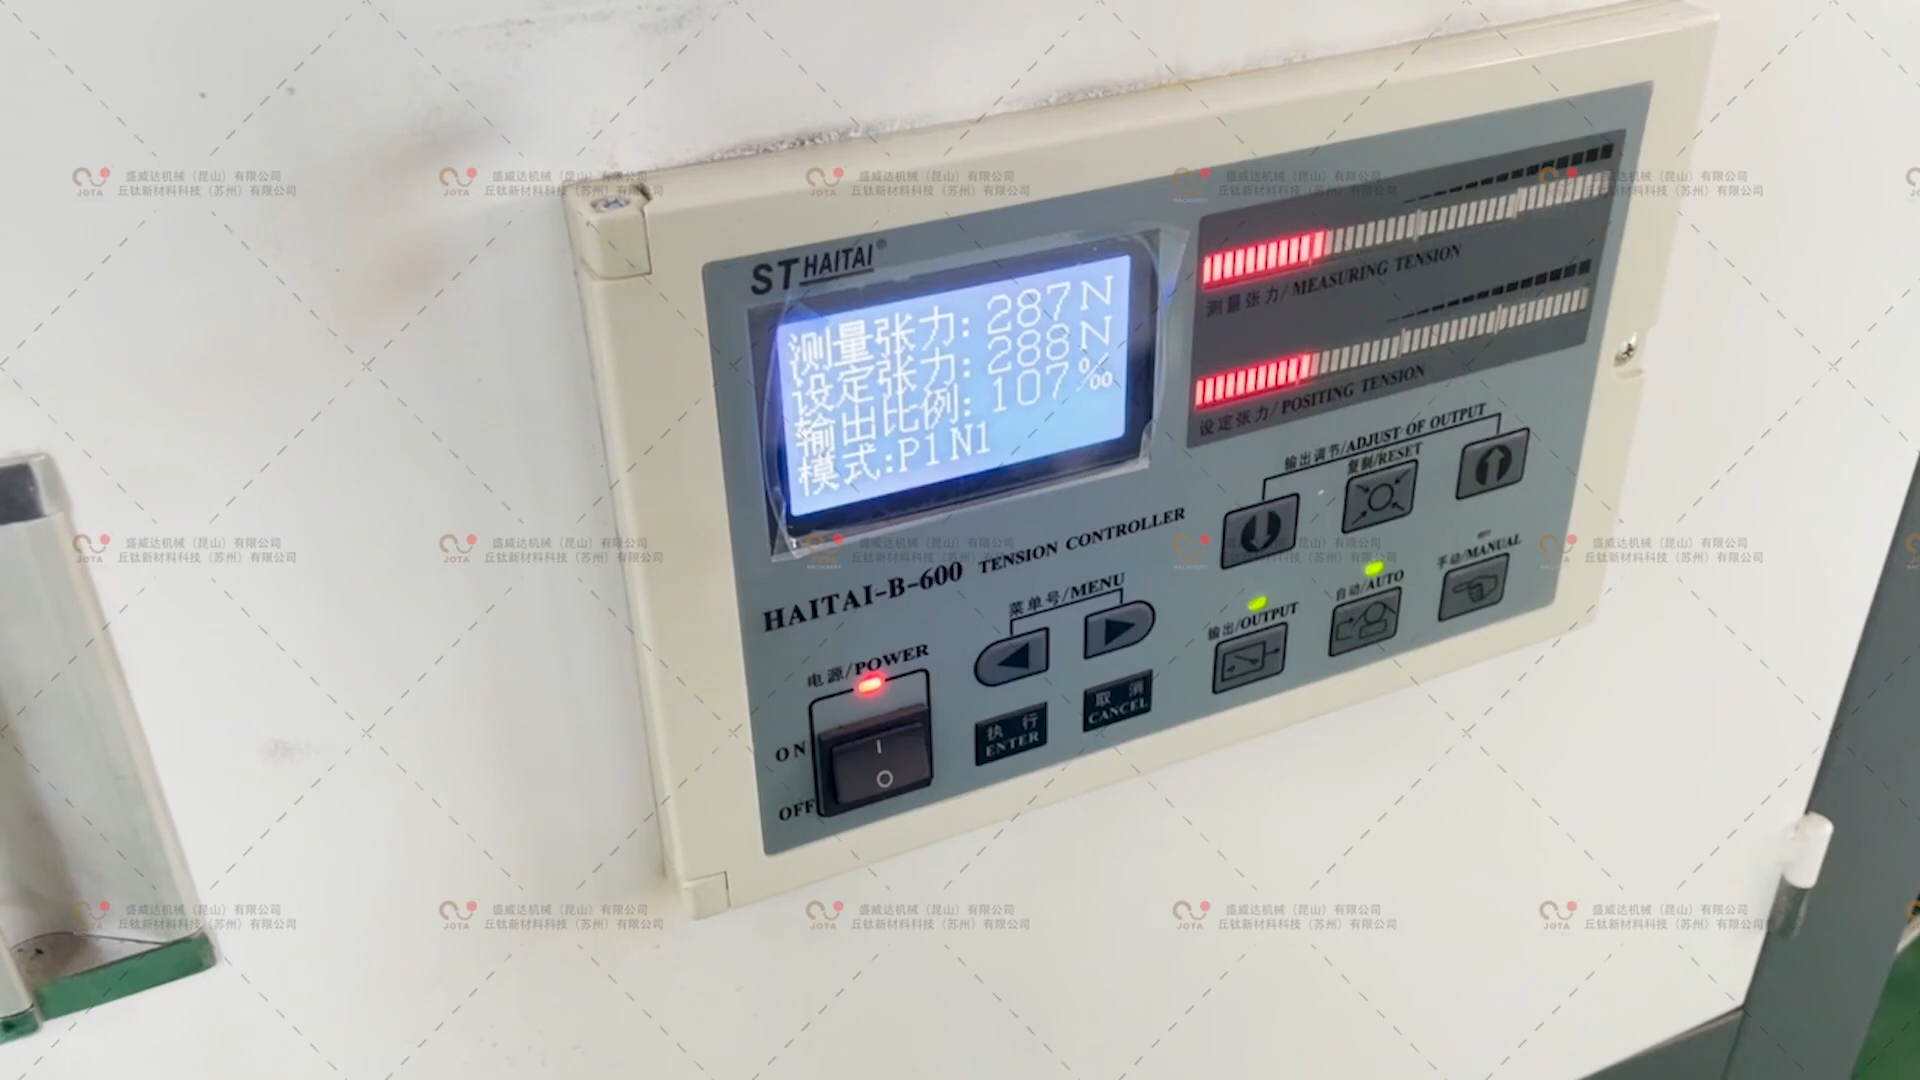 ST HAITAI®
测量张力: 287N
设定张力: 288N
输出比例: 107‰
模式:P1N1
HAITAI-B-600 TENSION CONTROLLER
测量张力/MEASURING TENSION
设定张力/POSITING TENSION
输出调节/ADJUST OF OUTPUT
复制/RESET
菜单号/MENU
输出/OUTPUT
自动/AUTO
手动/MANUAL
电源/POWER
ON
OFF
执行
ENTER
取消
CANCEL
盛威达机械（昆山）有限公司
丘钛新材料科技（苏州）有限公司
JOTA